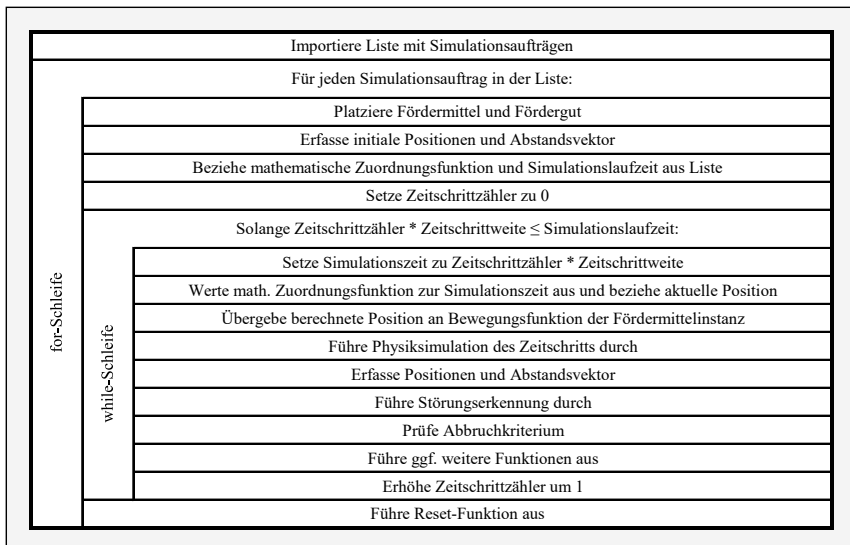 Importiere Liste mit Simulationsaufträgen
Für jeden Simulationsauftrag in der Liste:
for-Schleife
Platziere Fördermittel und Fördergut
Erfasse initiale Positionen und Abstandsvektor
Beziehe mathematische Zuordnungsfunktion und Simulationslaufzeit aus Liste
Setze Zeitschrittzähler zu 0
Solange Zeitschrittzähler * Zeitschrittweite ≤ Simulationslaufzeit:
while-Schleife
Setze Simulationszeit zu Zeitschrittzähler * Zeitschrittweite
Werte math. Zuordnungsfunktion zur Simulationszeit aus und beziehe aktuelle Position
Übergebe berechnete Position an Bewegungsfunktion der Fördermittelinstanz
Führe Physiksimulation des Zeitschritts durch
Erfasse Positionen und Abstandsvektor
Führe Störungserkennung durch
Prüfe Abbruchkriterium
Führe ggf. weitere Funktionen aus
Erhöhe Zeitschrittzähler um 1
Führe Reset-Funktion aus